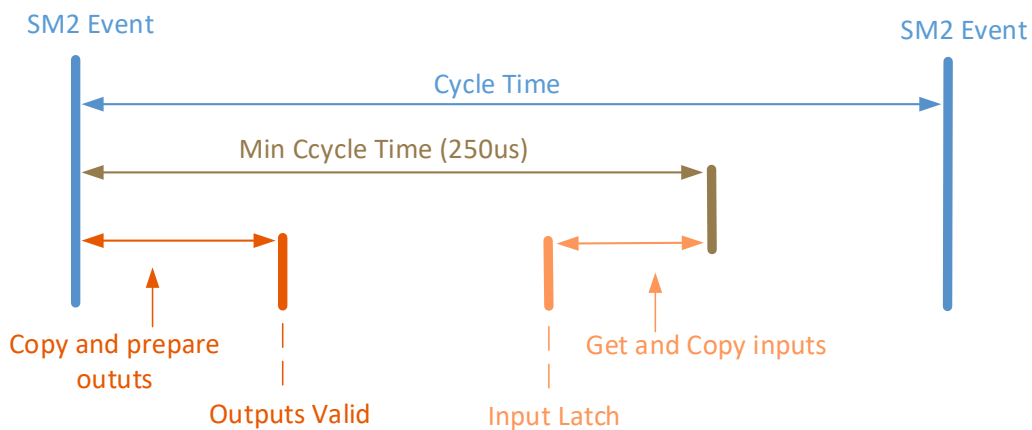 SM2 Event
SM2 Event
Cycle Time
Min Ccycle Time (250us)
Copy and prepare
oututs
Get and Copy inputs
Outputs Valid
Input Latch